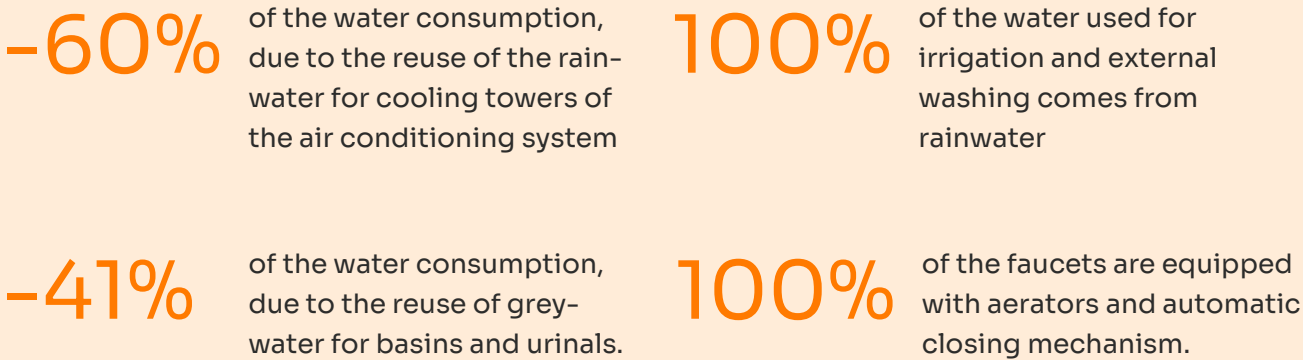 -60%
of the water consumption,
due to the reuse of the rain-
water for cooling towers of
the air conditioning system
100%
of the water used for
irrigation and external
washing comes from
rainwater
-41%
of the water consumption,
due to the reuse of grey-
water for basins and urinals.
100%
of the faucets are equipped
with aerators and automatic
closing mechanism.